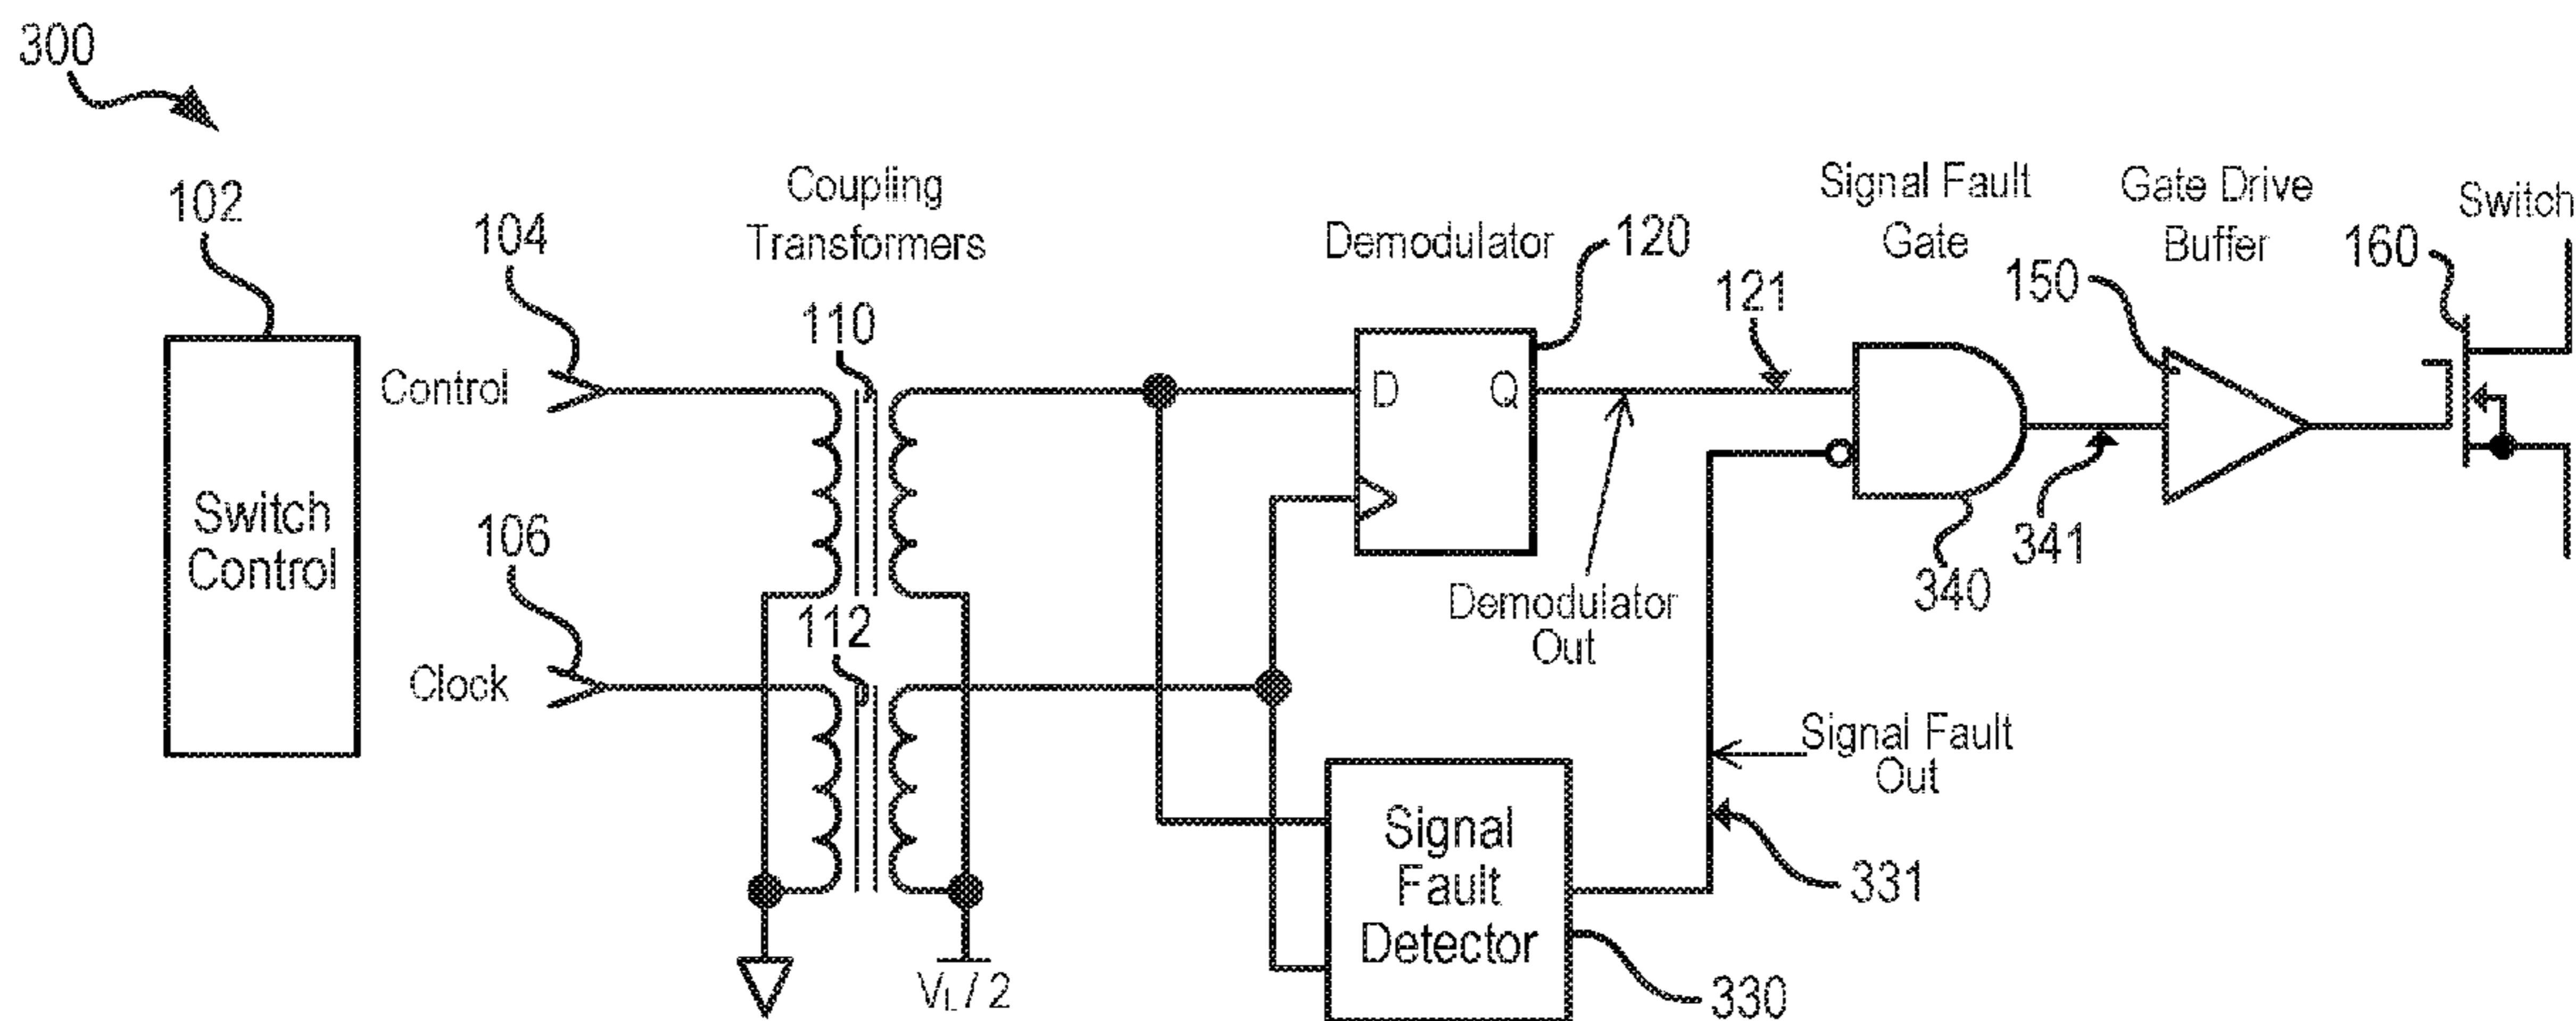 300
102
Switch
Control
104
Control
106
Clock
Coupling
Transformers
110
112
V_L / 2
Demodulator
120
D
Q
121
Demodulator
Out
Signal
Fault
Detector
330
331
Signal Fault
Out
Signal Fault
Gate
340
341
Gate Drive
Buffer
150
160
Switch